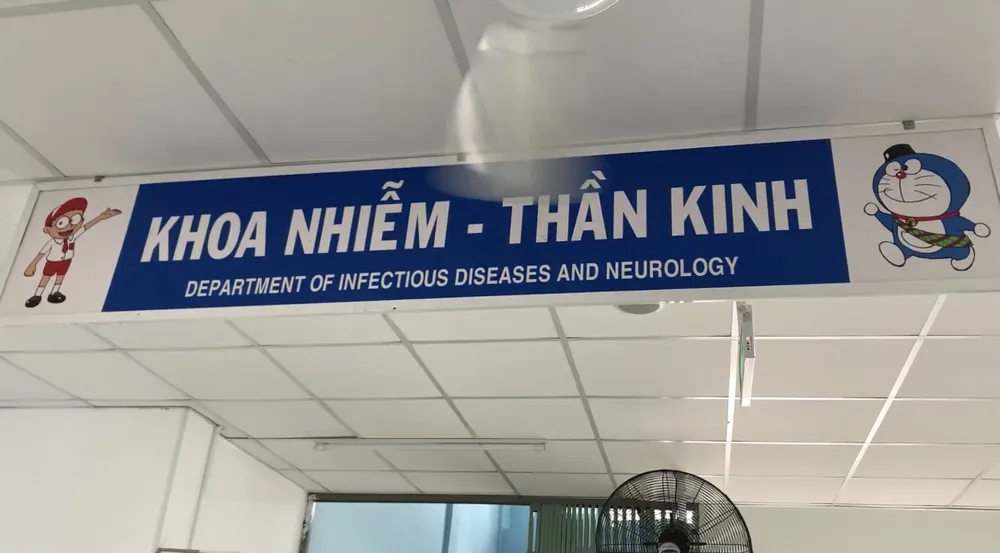 KHOA NHIỄM - THẦN KINH
DEPARTMENT OF INFECTIOUS DISEASES AND NEUROLOGY